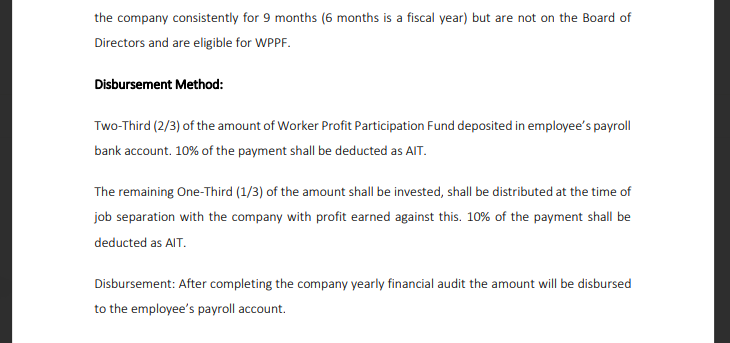 the company consistently for 9 months (6 months is a fiscal year) but are not on the Board of
Directors and are eligible for WPPF.
Disbursement Method:
Two-Third (2/3) of the amount of Worker Profit Participation Fund deposited in employee's payroll
bank account. 10% of the payment shall be deducted as AIT.
The remaining One-Third (1/3) of the amount shall be invested, shall be distributed at the time of
job separation with the company with profit earned against this. 10% of the payment shall be
deducted as AIT.
Disbursement: After completing the company yearly financial audit the amount will be disbursed
to the employee's payroll account.